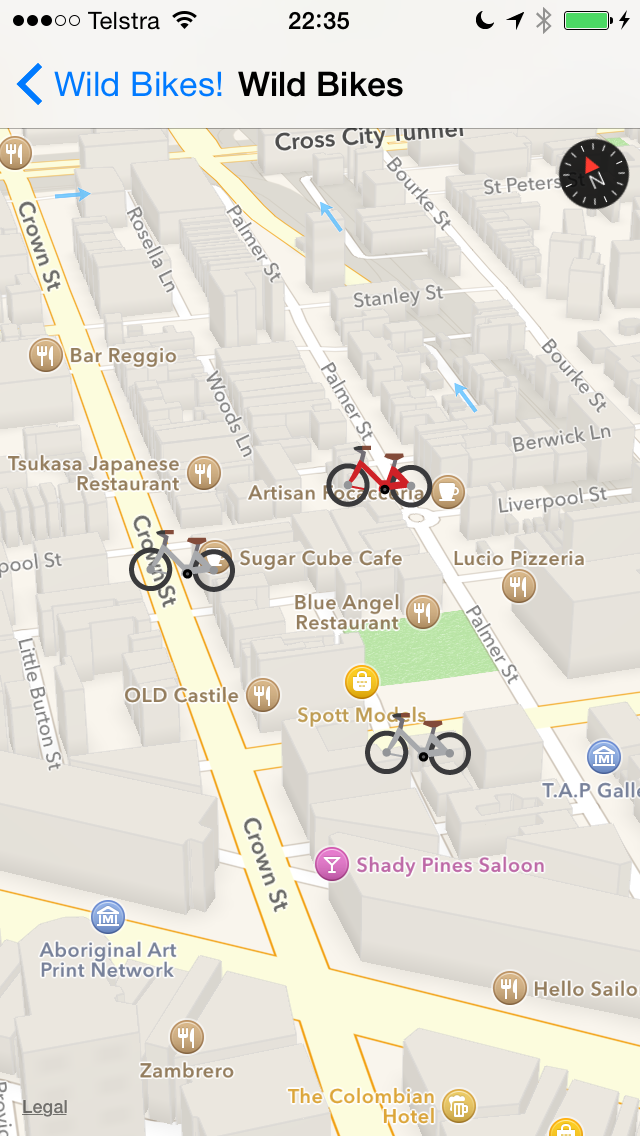 Telstra
22:35
Wild Bikes!
Wild Bikes
Cross City Tunnel
Bourke St
St Peters
N
Crown St
Rosella Ln
Palmer St
Stanley St
Bar Reggio
Bourke St
Palmer St
Woods Ln
Berwick Ln
Tsukasa Japanese
Restaurant
Artisan Focacceria
Liverpool St
Crown St
pool St
Sugar Cube Cafe
Lucio Pizzeria
Blue Angel
Restaurant
Palmer St
Little Burton St
OLD Castile
Spott Models
T.A.P Galle
Crown St
Shady Pines Saloon
Aboriginal Art
Print Network
Hello Sailo
Zambrero
The Colombian
Hotel
Legal